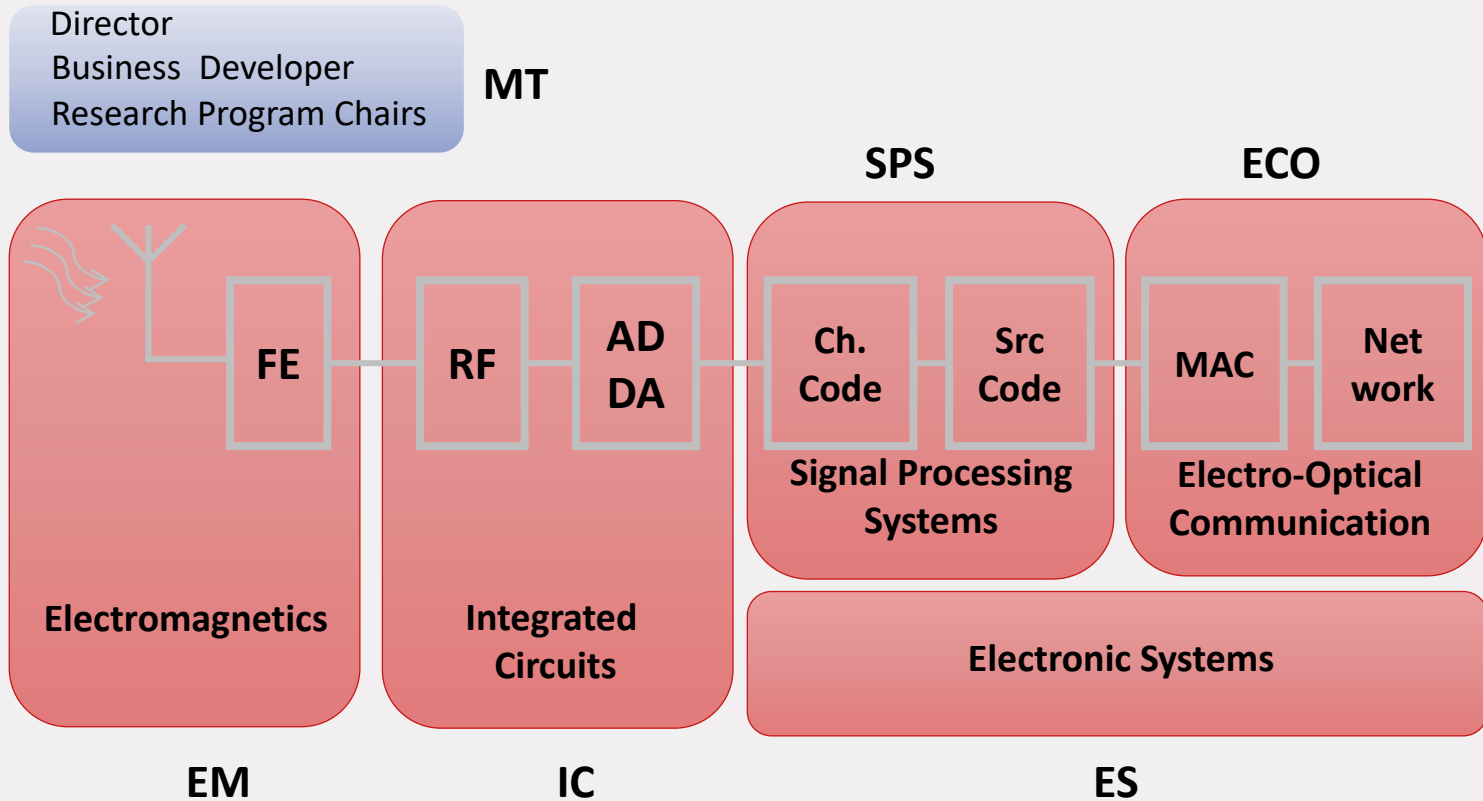 Director
Business Developer
Research Program Chairs
MT
SPS
ECO
FE
RF
AD
DA
Ch.
Code
Src
Code
MAC
Net
work
Signal Processing
Systems
Electro-Optical
Communication
Electromagnetics
Integrated
Circuits
Electronic Systems
EM
IC
ES